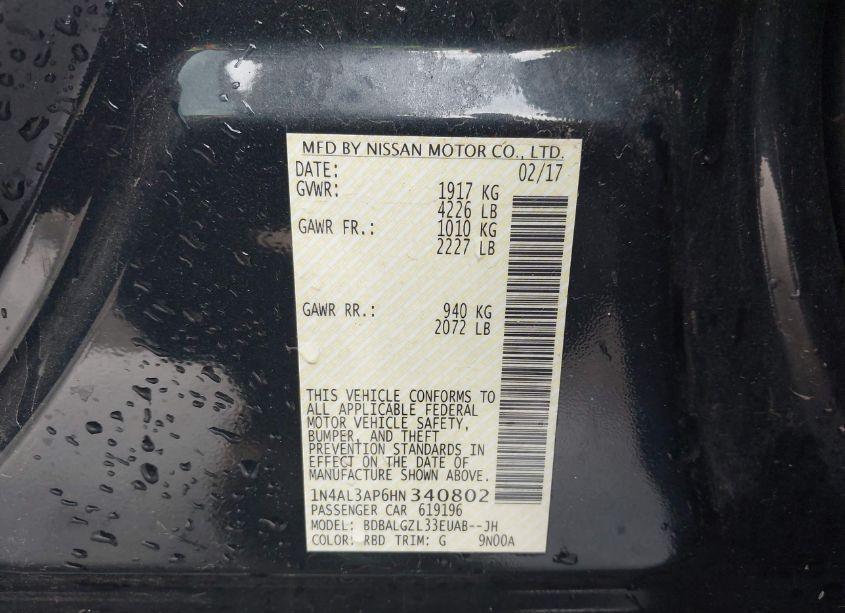 MFD BY NISSAN MOTOR CO., LTD.
DATE: 02/17
GVWR: 1917 KG
4226 LB
GAWR FR.: 1010 KG
2227 LB
GAWR RR.: 940 KG
2072 LB
THIS VEHICLE CONFORMS TO
ALL APPLICABLE FEDERAL
MOTOR VEHICLE SAFETY,
BUMPER, AND THEFT
PREVENTION STANDARDS IN
EFFECT ON THE DATE OF
MANUFACTURE SHOWN ABOVE.
1N4AL3AP6HN340802
PASSENGER CAR 619196
MODEL: BDBALGZL33EUAB--JH
COLOR: RBD TRIM: G 9N00A